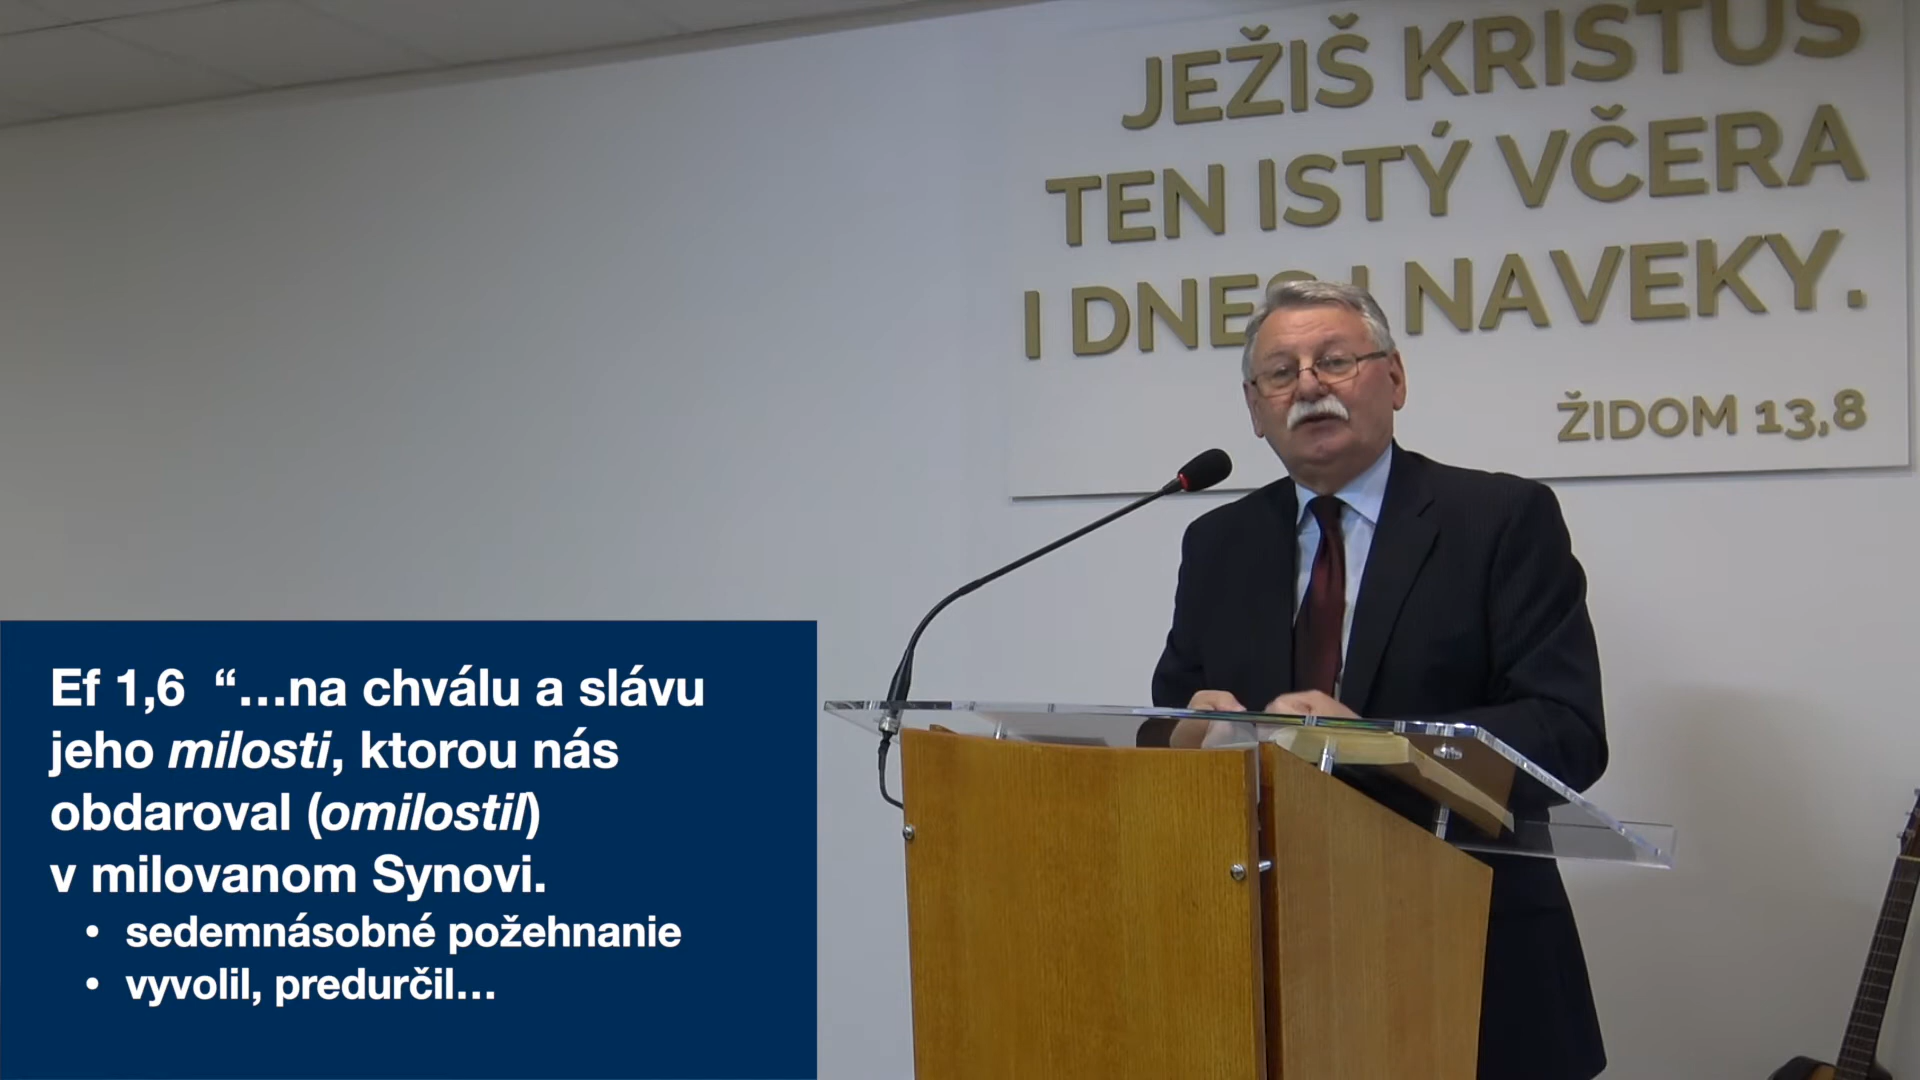 JEŽIŠ KRISTUS
TEN ISTÝ VČERA
I DNES I NAVEKY.
ŽIDOM 13,8
Ef 1,6 “…na chválu a slávu
jeho milosti, ktorou nás
obdaroval (omilostil)
v milovanom Synovi.
• sedemnásobné požehnanie
• vyvolil, predurčil…